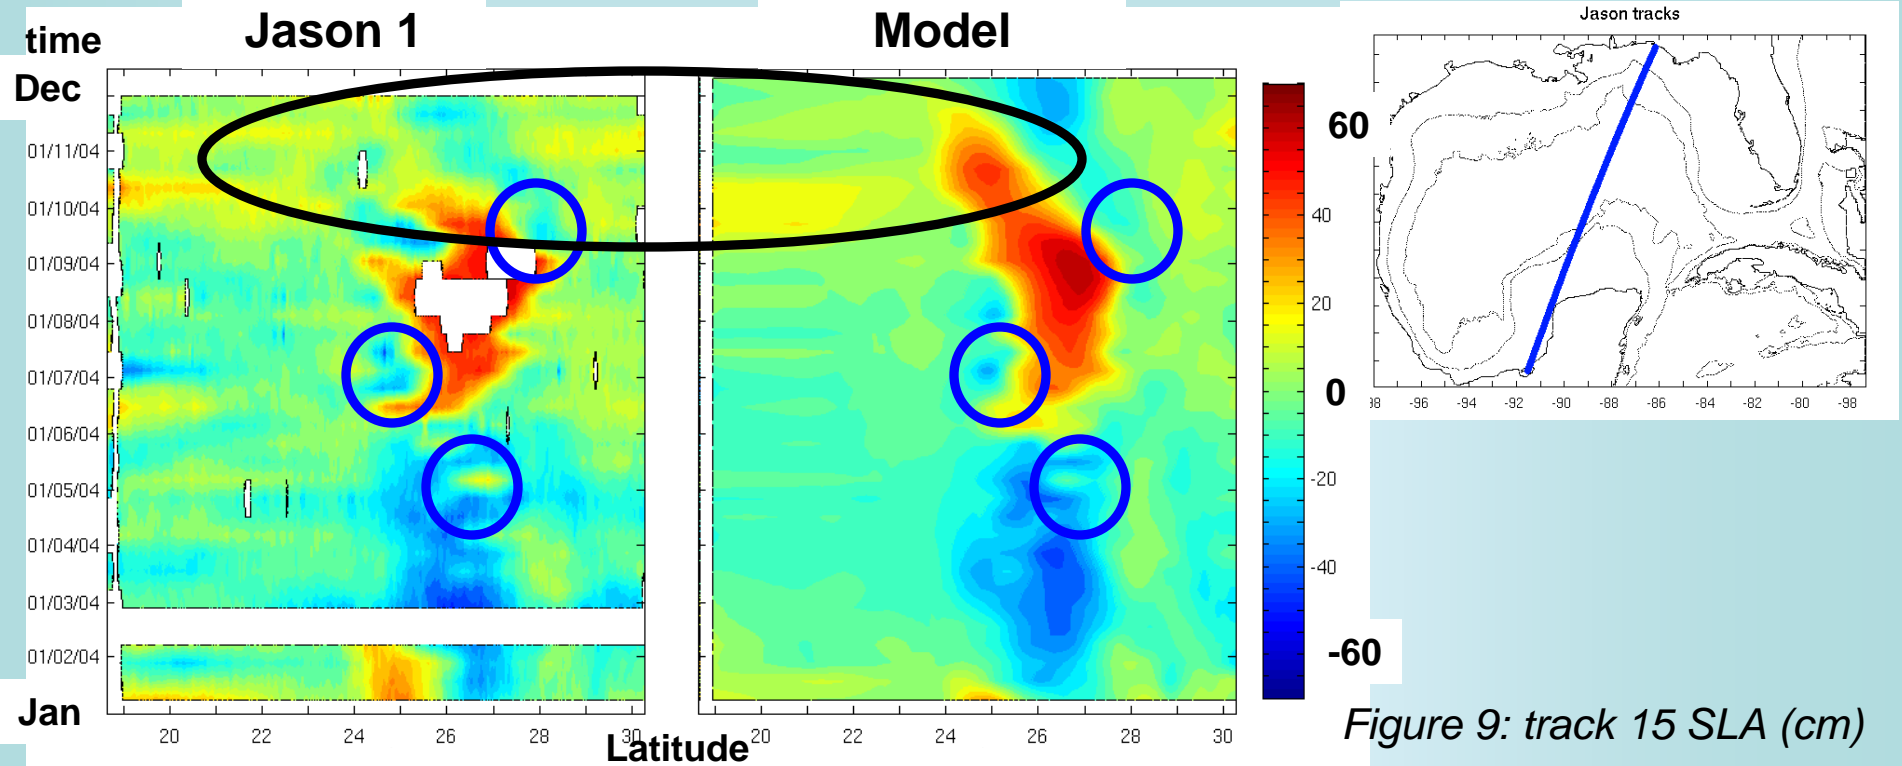 Jason 1
Model
Jason tracks
time
Dec
01/11/04
01/10/04
01/09/04
01/08/04
01/07/04
01/06/04
01/05/04
01/04/04
01/03/04
01/02/04
Jan
20 22 24 26 28 30
Latitude
20 22 24 26 28 30
60
40
20
0
-20
-40
-60
98 -96 -94 -92 -90 -88 -86 -84 -82 -80 -98
Figure 9: track 15 SLA (cm)